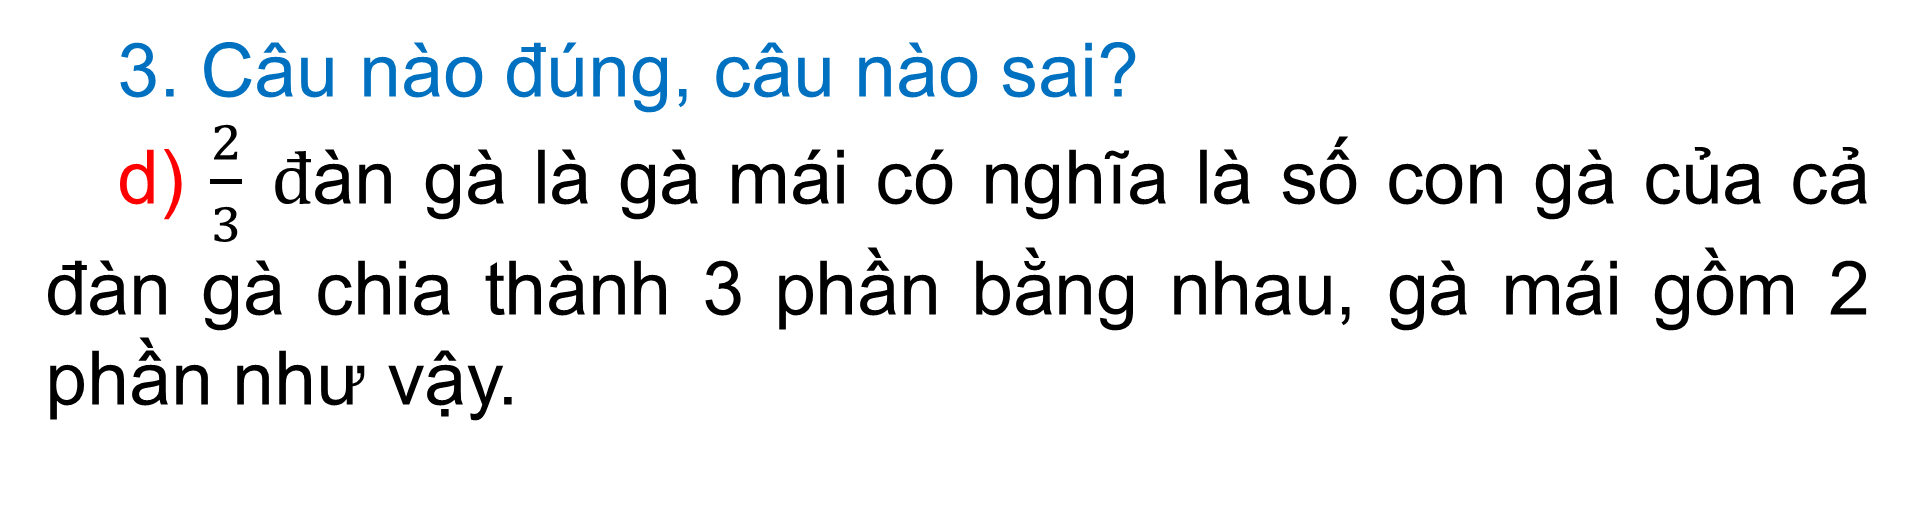 3. Câu nào đúng, câu nào sai?
d) 2/3 đàn gà là gà mái có nghĩa là số con gà của cả
đàn gà chia thành 3 phần bằng nhau, gà mái gồm 2
phần như vậy.